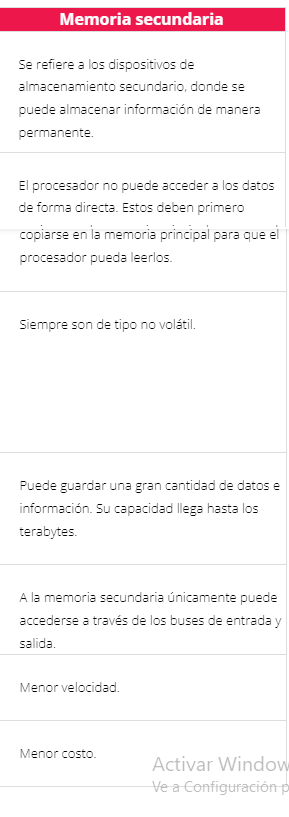 Memoria secundaria
Se refiere a los dispositivos de
almacenamiento secundario, donde se
puede almacenar información de manera
permanente.
El procesador no puede acceder a los datos
de forma directa. Estos deben primero
copiarse en la memoria principal para que el
procesador pueda leerlos.
Siempre son de tipo no volátil.
Puede guardar una gran cantidad de datos e
información. Su capacidad llega hasta los
terabytes.
A la memoria secundaria únicamente puede
accederse a través de los buses de entrada y
salida.
Menor velocidad.
Menor costo.
Activar Window
Ve a Configuración p